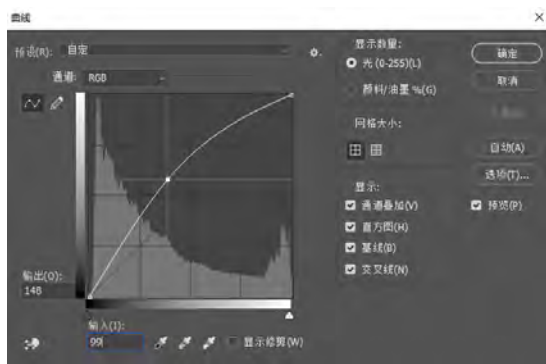 曲线
预设(R): 自定
通道: RGB
输出(O):
148
输入(I):
99
显示修剪(W)
显示数量:
光 (0-255)(L)
颜料/油墨 %(G)
网格大小:
显示:
通道叠加(V)
直方图(H)
基线(B)
交叉线(N)
确定
取消
自动(A)
选项(T)...
预览(P)